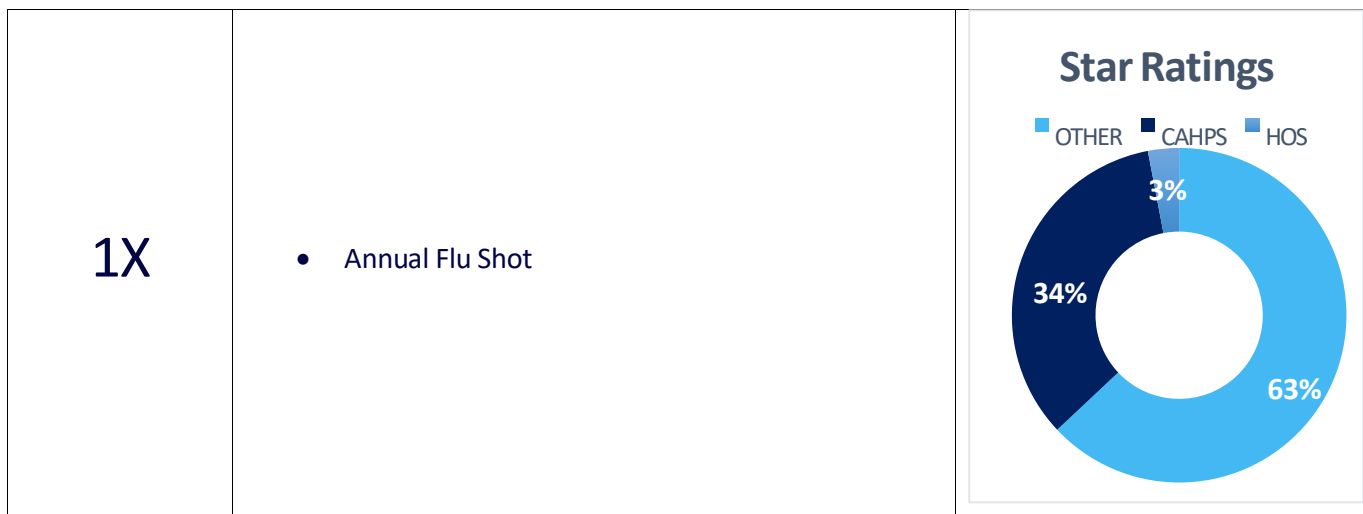 1X
• Annual Flu Shot
Star Ratings
OTHER CAHPS HOS
3%
34%
63%